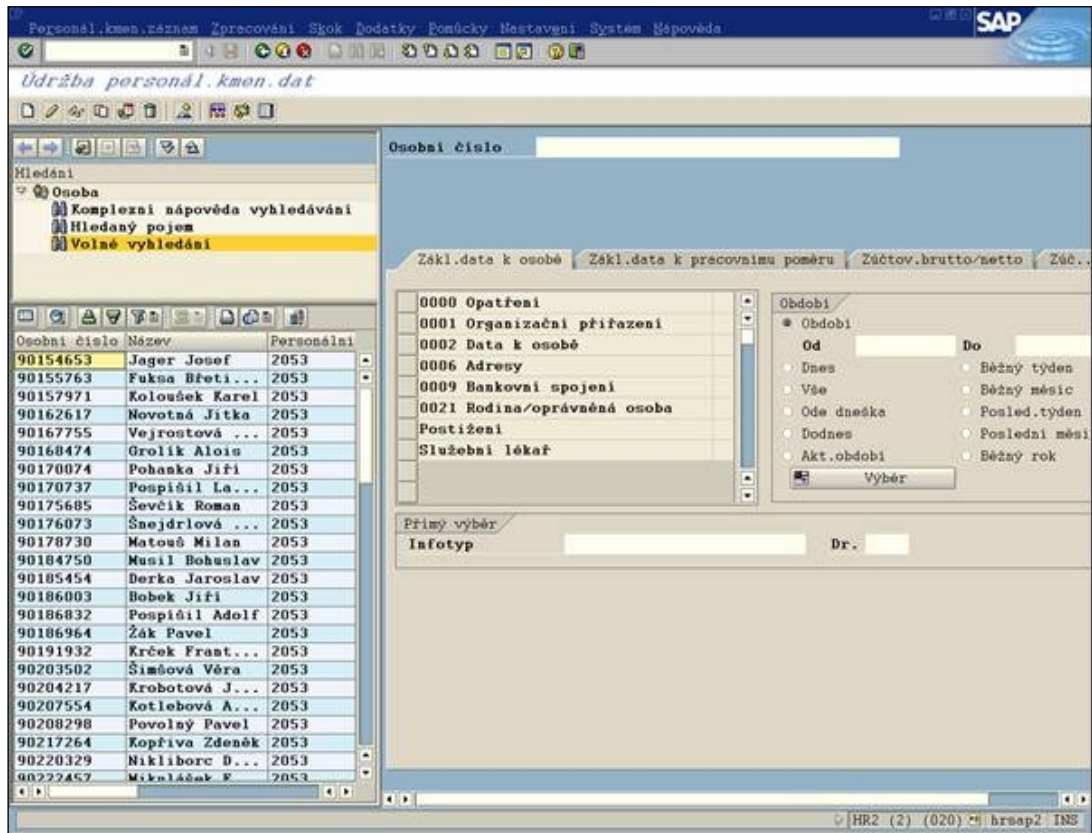 Personál.kmen.záznam Zpracování Skok Dodatky Pomůcky Nastavení Systém Nápověda
SAP
Údržba personál.kmen.dat
Osobní číslo
Hledání
Osoba
Komplexní nápověda vyhledávání
Hledaný pojem
Volné vyhledání
Zákl.data k osobě Zákl.data k pracovnímu poměru Zúčtov.brutto/netto Zúč..
0000 Opatření
0001 Organizační přiřazení
0002 Data k osobě
0006 Adresy
0009 Bankovní spojení
0021 Rodina/oprávněná osoba
Postižení
Služební lékař
Období
Období
Od Do
Dnes Běžný týden
Vše Běžný měsíc
Ode dneška Posled.týden
Dodnes Poslední měsí
Akt.období Běžný rok
Výběr
Přímý výběr
Infotyp Dr.
Osobní číslo Název Personální
90154653 Jager Josef 2053
90155763 Fuksa Břeti... 2053
90157971 Koloušek Karel 2053
90162617 Novotná Jitka 2053
90167755 Vejrostová ... 2053
90168474 Grolik Alois 2053
90170074 Pohanka Jiří 2053
90170737 Pospíšil La... 2053
90175685 Ševčík Roman 2053
90176073 Šnejdrlová ... 2053
90178730 Matouš Milan 2053
90184750 Musil Bohuslav 2053
90185454 Derka Jaroslav 2053
90186003 Bobek Jiří 2053
90186832 Pospíšil Adolf 2053
90186964 Žák Pavel 2053
90191932 Krček Frant... 2053
90203502 Šimšová Věra 2053
90204217 Krobotová J... 2053
90207554 Kotlebová A... 2053
90208298 Povolný Pavel 2053
90217264 Kopřiva Zdeněk 2053
90220329 Nikliborc D... 2053
90222457 2053
HR2 (2) (020) hrsap2 INS